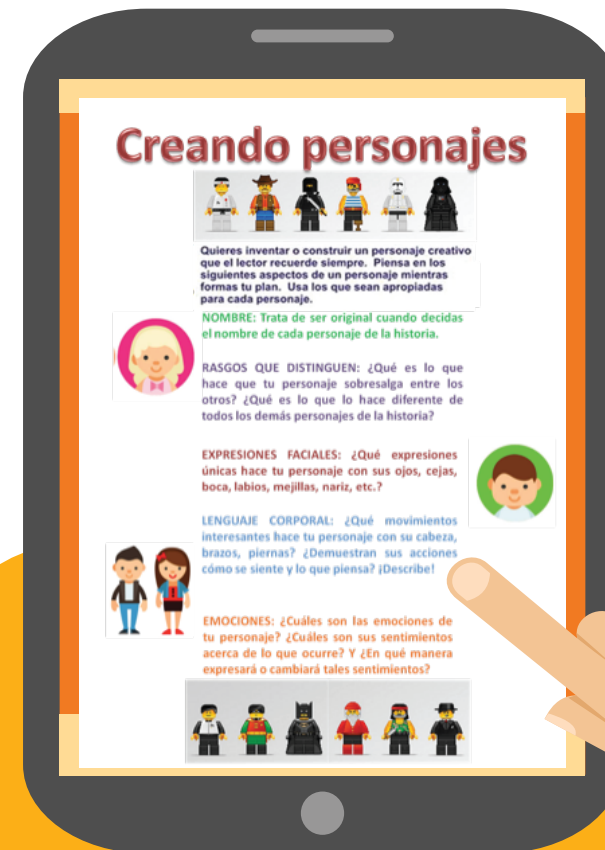 Creando personajes
Quieres inventar o construir un personaje creativo
que el lector recuerde siempre. Piensa en los
siguientes aspectos de un personaje mientras
formas tu plan. Usa los que sean apropiadas
para cada personaje.
NOMBRE: Trata de ser original cuando decidas
el nombre de cada personaje de la historia.
RASGOS QUE DISTINGUEN: ¿Qué es lo que
hace que tu personaje sobresalga entre los
otros? ¿Qué es lo que lo hace diferente de
todos los demás personajes de la historia?
EXPRESIONES FACIALES: ¿Qué expresiones
únicas hace tu personaje con sus ojos, cejas,
boca, labios, mejillas, nariz, etc.?
LENGUAJE CORPORAL: ¿Qué movimientos
interesantes hace tu personaje con su cabeza,
brazos, piernas? ¿Demuestran sus acciones
cómo se siente y lo que piensa? ¡Describe!
EMOCIONES: ¿Cuáles son las emociones de
tu personaje? ¿Cuáles son sus sentimientos
acerca de lo que ocurre? Y ¿En qué manera
expresará o cambiará tales sentimientos?